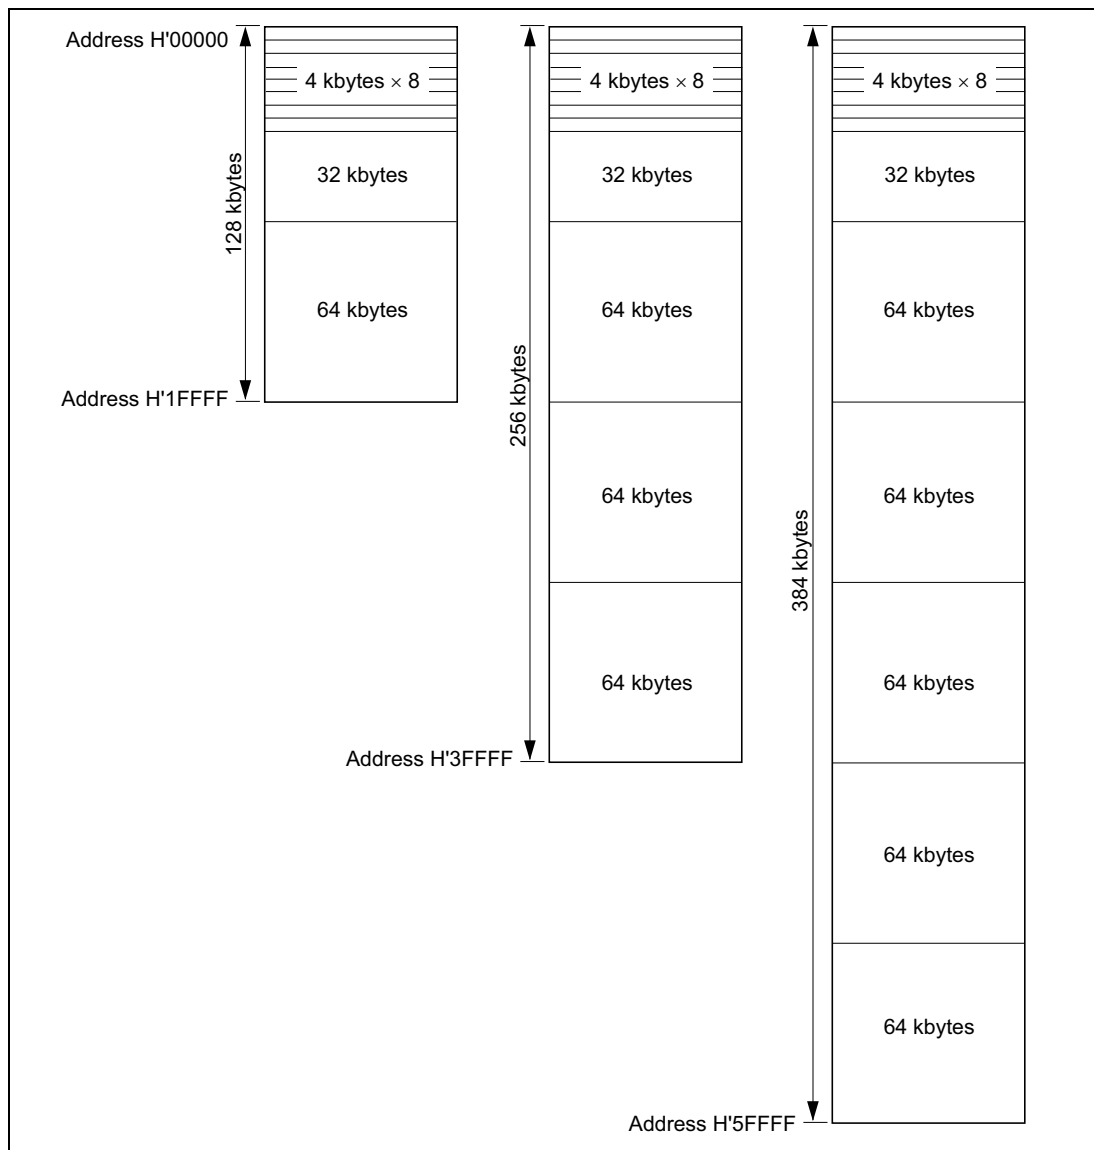 Address H'00000
4 kbytes × 8
32 kbytes
64 kbytes
128 kbytes
Address H'1FFFF
4 kbytes × 8
32 kbytes
64 kbytes
64 kbytes
64 kbytes
256 kbytes
Address H'3FFFF
4 kbytes × 8
32 kbytes
64 kbytes
64 kbytes
64 kbytes
64 kbytes
64 kbytes
384 kbytes
Address H'5FFFF